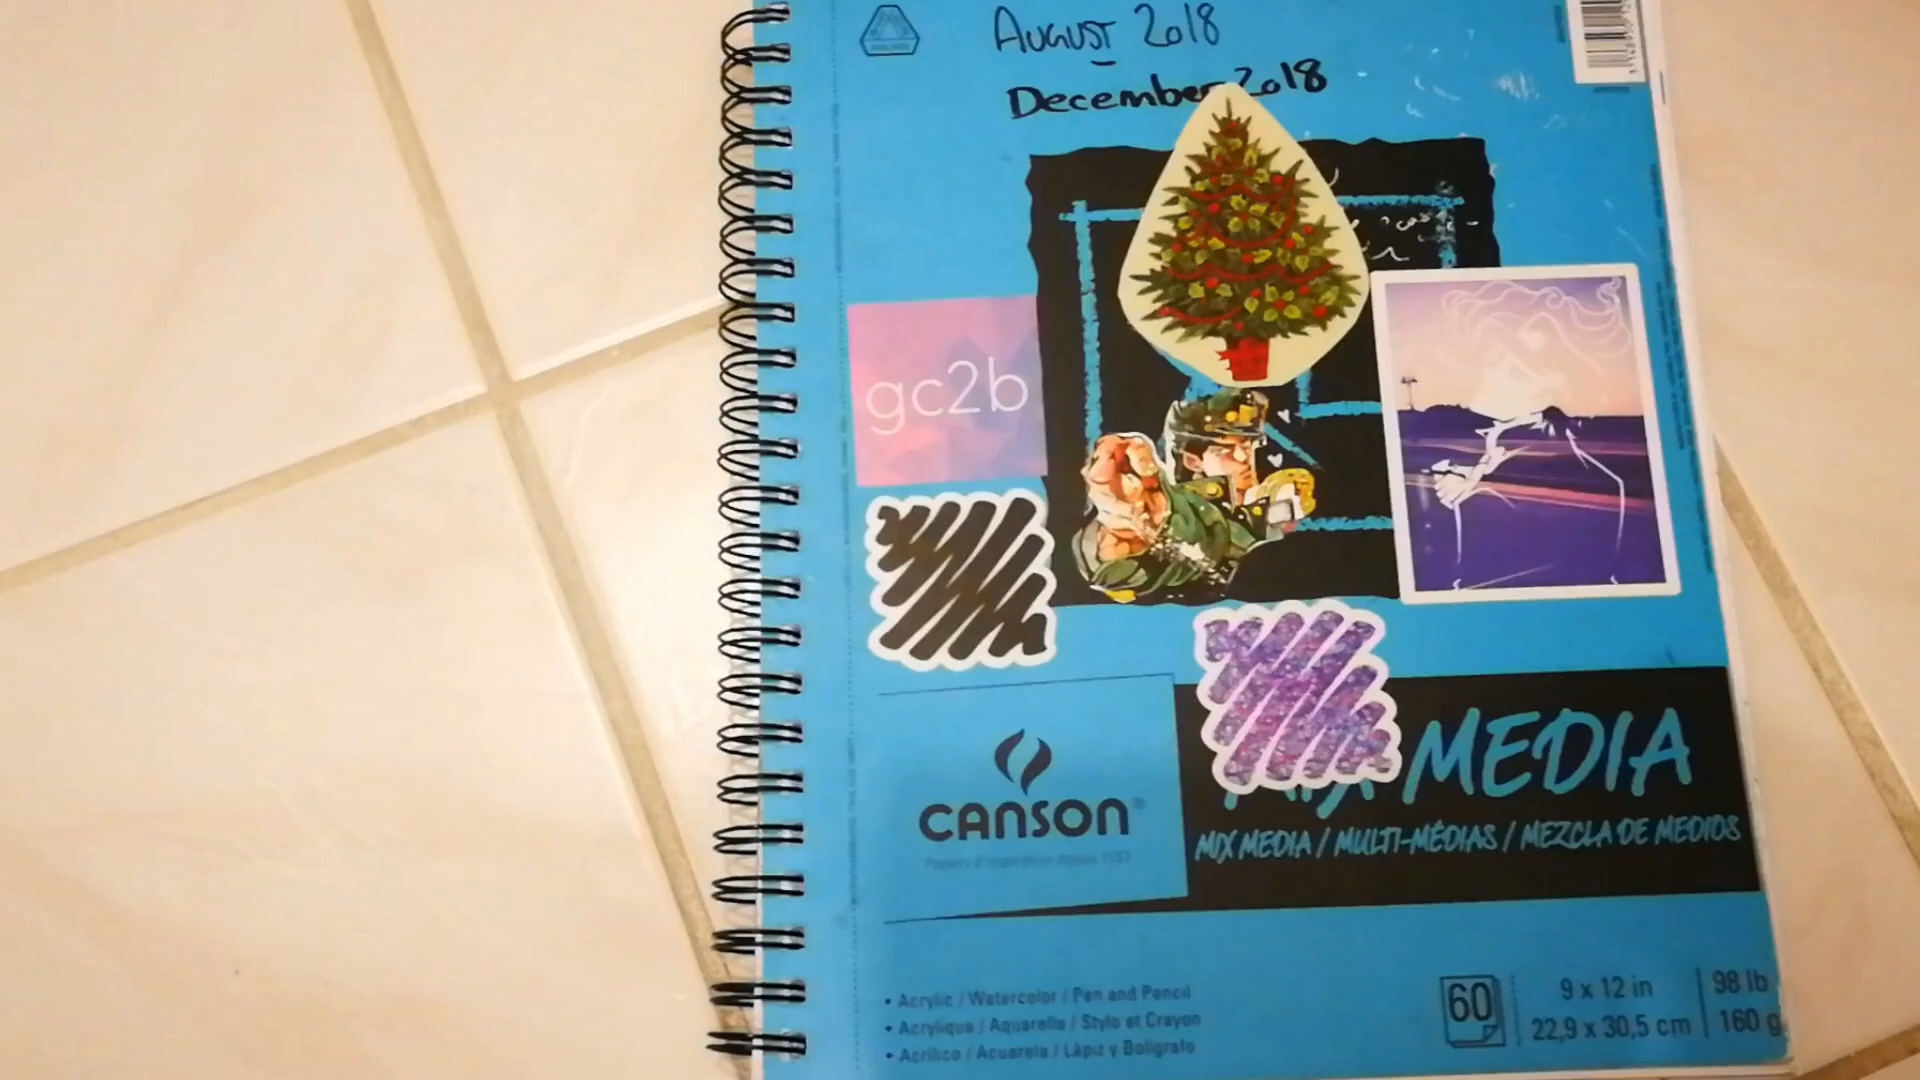 August 2018
–
December 2018
gc2b
CANSON®
MIX MEDIA
MIX MEDIA / MULTI-MÉDIAS / MEZCLA DE MEDIOS
• Acrylic / Watercolor / Pen and Pencil
• Acrylique / Aquarelle / Stylo et Crayon
• Acrílico / Acuarela / Lápiz y Bolígrafo
60
9 x 12 in
22,9 x 30,5 cm
98 lb
160 g